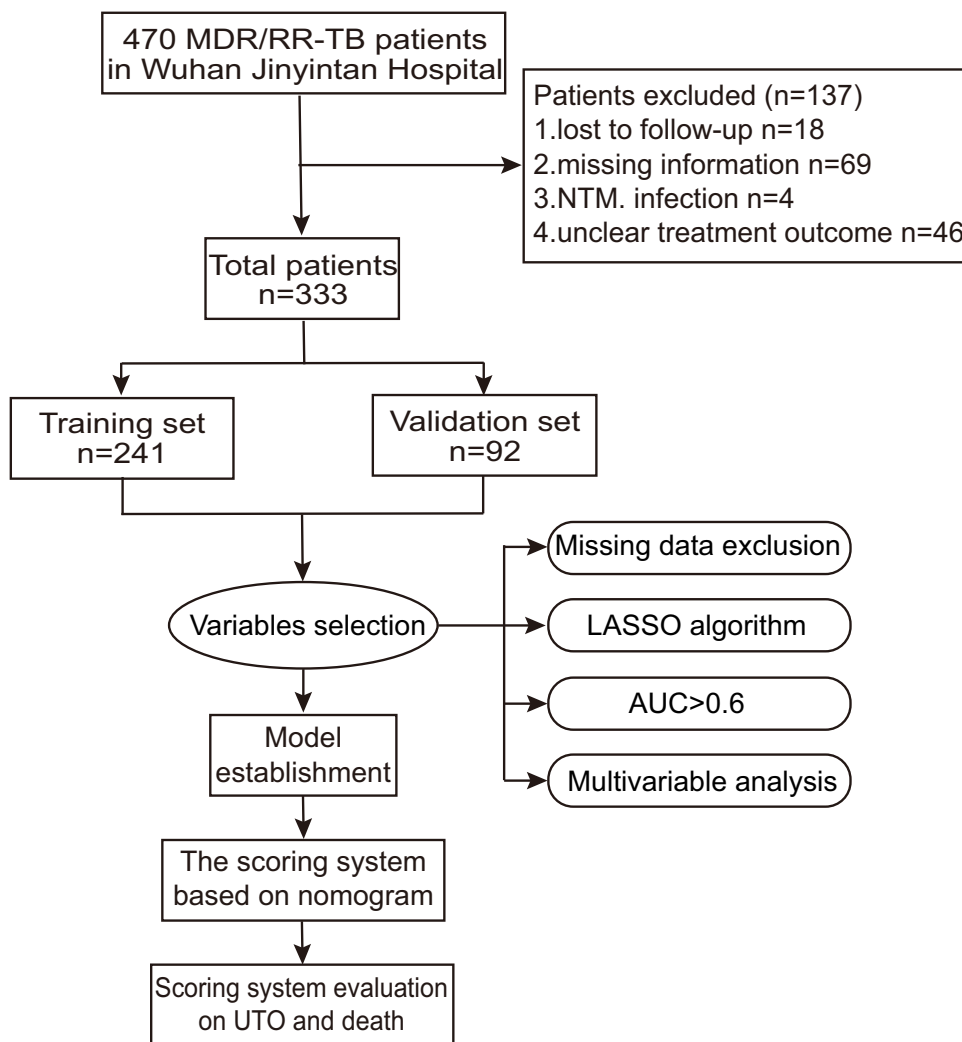 470 MDR/RR-TB patients
in Wuhan Jinyintan Hospital
Patients excluded (n=137)
1.lost to follow-up n=18
2.missing information n=69
3.NTM. infection n=4
4.unclear treatment outcome n=46
Total patients
n=333
Training set
n=241
Validation set
n=92
Variables selection
Missing data exclusion
LASSO algorithm
AUC>0.6
Multivariable analysis
Model
establishment
The scoring system
based on nomogram
Scoring system evaluation
on UTO and death